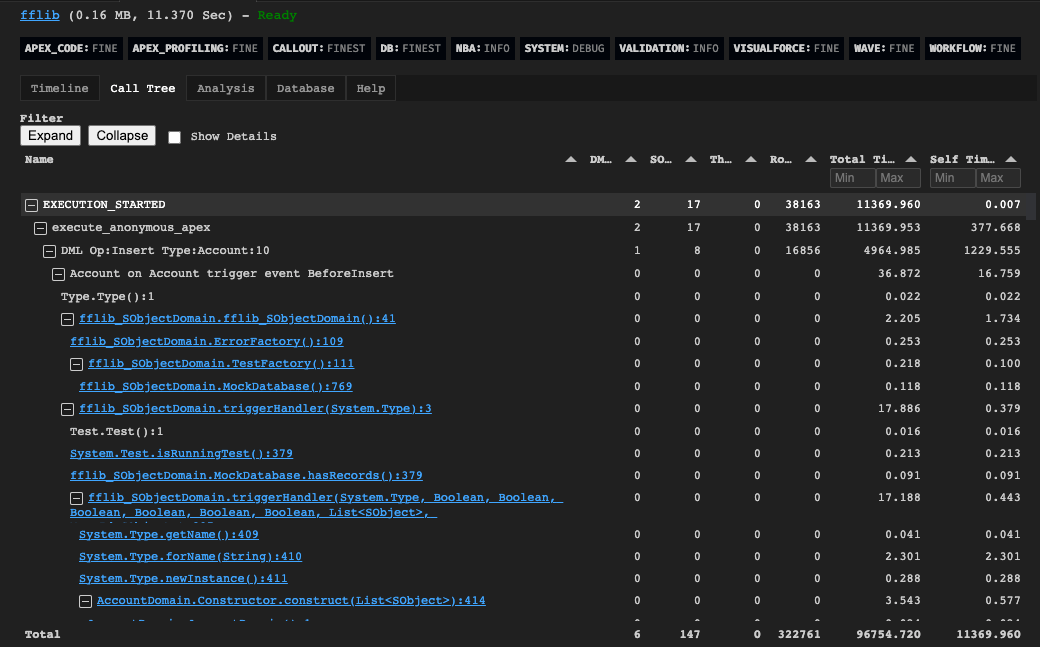 fflib (0.16 MB, 11.370 Sec) - Ready
APEX_CODE: FINE APEX_PROFILING: FINE CALLOUT: FINEST DB: FINEST NBA: INFO SYSTEM: DEBUG VALIDATION: INFO VISUALFORCE: FINE WAVE: FINE WORKFLOW: FINE
Timeline Call Tree Analysis Database Help
Filter
Expand Collapse Show Details
Name DM… SO… Th… Ro… Total Ti… Self Tim…
Min Max Min Max
EXECUTION_STARTED 2 17 0 38163 11369.960 0.007
execute_anonymous_apex 2 17 0 38163 11369.953 377.668
DML Op:Insert Type:Account:10 1 8 0 16856 4964.985 1229.555
Account on Account trigger event BeforeInsert 0 0 0 0 36.872 16.759
Type.Type():1 0 0 0 0 0.022 0.022
fflib_SObjectDomain.fflib_SObjectDomain():41 0 0 0 0 2.205 1.734
fflib_SObjectDomain.ErrorFactory():109 0 0 0 0 0.253 0.253
fflib_SObjectDomain.TestFactory():111 0 0 0 0 0.218 0.100
fflib_SObjectDomain.MockDatabase():769 0 0 0 0 0.118 0.118
fflib_SObjectDomain.triggerHandler(System.Type):3 0 0 0 0 17.886 0.379
Test.Test():1 0 0 0 0 0.016 0.016
System.Test.isRunningTest():379 0 0 0 0 0.213 0.213
fflib_SObjectDomain.MockDatabase.hasRecords():379 0 0 0 0 0.091 0.091
fflib_SObjectDomain.triggerHandler(System.Type, Boolean, Boolean, 0 0 0 0 17.188 0.443
Boolean, Boolean, Boolean, Boolean, List<SObject>,
System.Type.getName():409 0 0 0 0 0.041 0.041
System.Type.forName(String):410 0 0 0 0 2.301 2.301
System.Type.newInstance():411 0 0 0 0 0.288 0.288
AccountDomain.Constructor.construct(List<SObject>):414 0 0 0 0 3.543 0.577
Total 6 147 0 322761 96754.720 11369.960